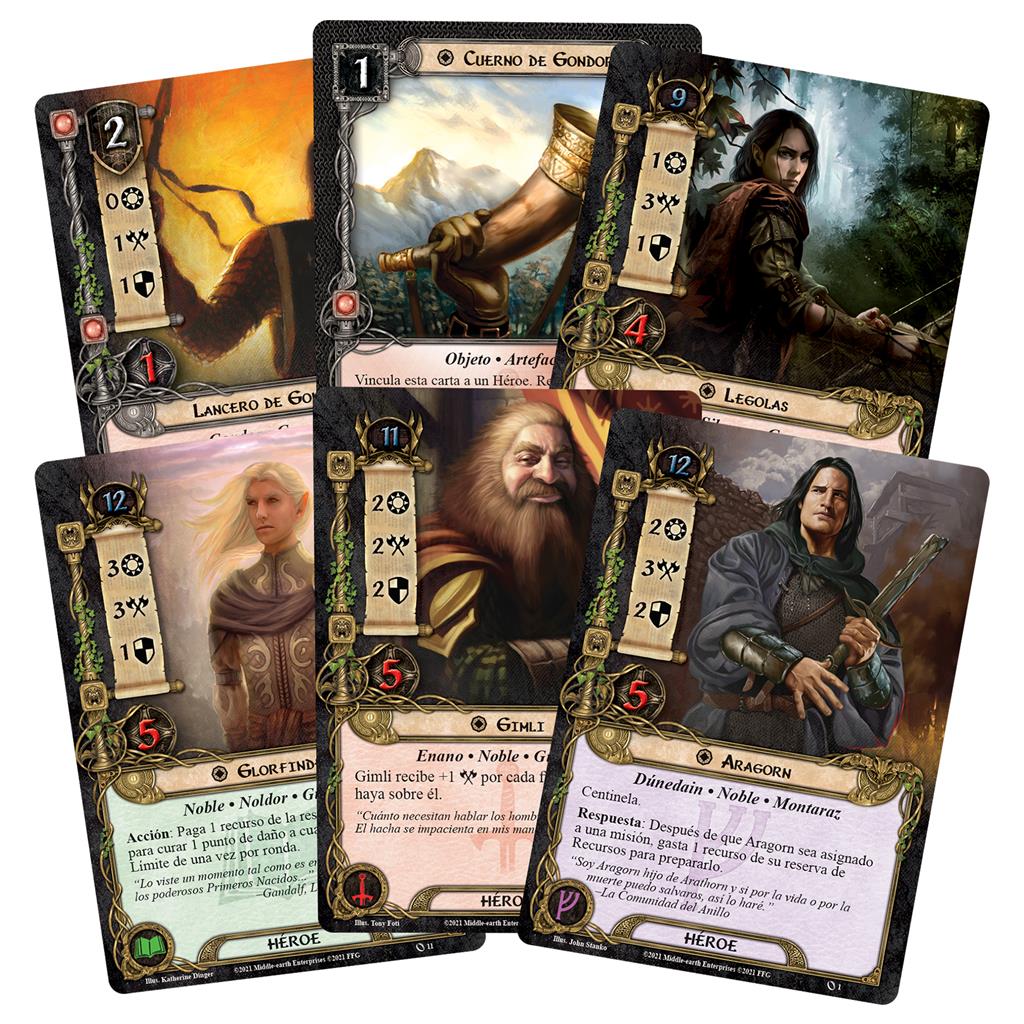 2
0
1
1
1
LANCERO DE
1
CUERNO DE GONDOR
Objeto • Artefac
Vincula esta carta a un Héroe.
9
1
3
1
4
LEGOLAS
12
3
3
1
5
GLORFIND
Noble • Noldor •
Acción: Paga 1 recurso de la
para curar 1 punto de daño a
Límite de una vez por ronda.
“Lo viste un momento tal como es en
los poderosos Primeros Nacidos...”
—Gandalf,
HÉROE
Illus. Katherine Dinger
©2021 Middle-earth Enterprises ©2021 FFG
11
11
2
2
2
5
GIMLI
Enano • Noble •
Gimli recibe +1 por cada
haya sobre él.
“Cuánto necesitan hablar los
El hacha se impacienta en mis
HÉRO
Illus. Tony Foti
©2021 Middle-earth Enterpr
12
2
3
2
5
ARAGORN
Dúnedain • Noble • Montaraz
Centinela.
Respuesta: Después de que Aragorn sea asignado
a una misión, gasta 1 recurso de su reserva de
Recursos para prepararlo.
“Soy Aragorn hijo de Arathorn y si por la vida o por la
muerte puedo salvaros, así lo haré.”
–La Comunidad del Anillo
HÉROE
Illus. John Stanko
©2021 Middle-earth Enterprises ©2021 FFG
1